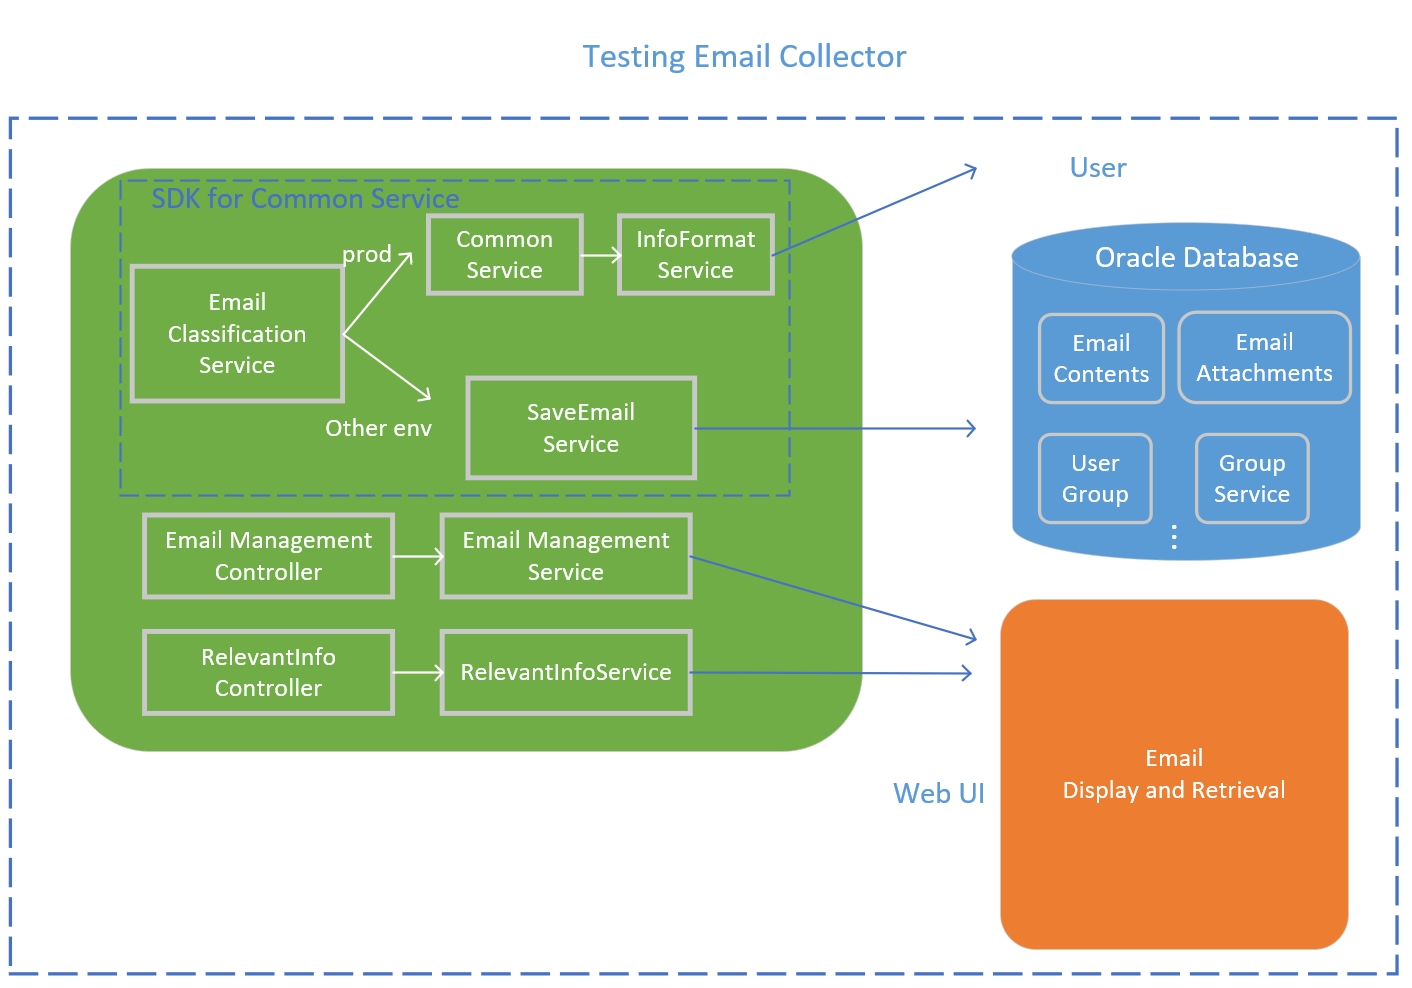 Testing Email Collector
User
SDK for Common Service
prod
Common
Service
InfoFormat
Service
Email
Classification
Service
Other env
SaveEmail
Service
Email Management
Controller
Email Management
Service
RelevantInfo
Controller
RelevantInfoService
Oracle Database
Email
Contents
Email
Attachments
User
Group
Group
Service
Web UI
Email
Display and Retrieval